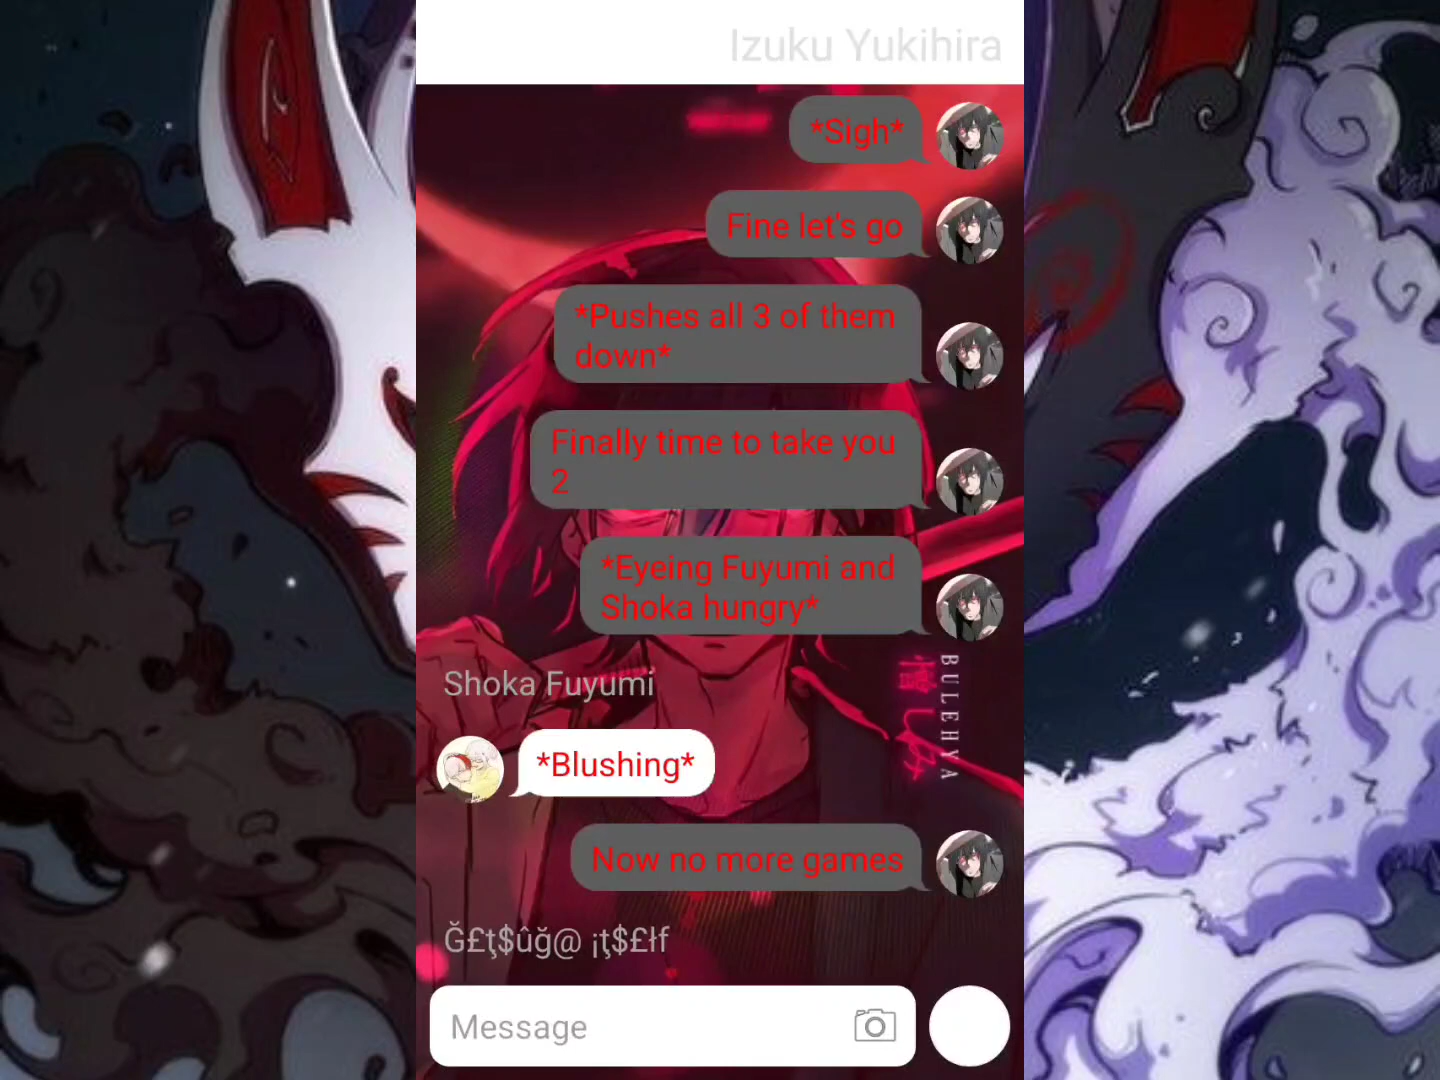 Izuku Yukihira
*Sigh*
Fine let's go
*Pushes all 3 of them
down*
Finally time to take you
2
*Eyeing Fuyumi and
Shoka hungry*
Shoka Fuyumi
*Blushing*
BULEHYA
Now no more games
Ğ£ţ$ûğ@ ¡ţ$£łf
Message